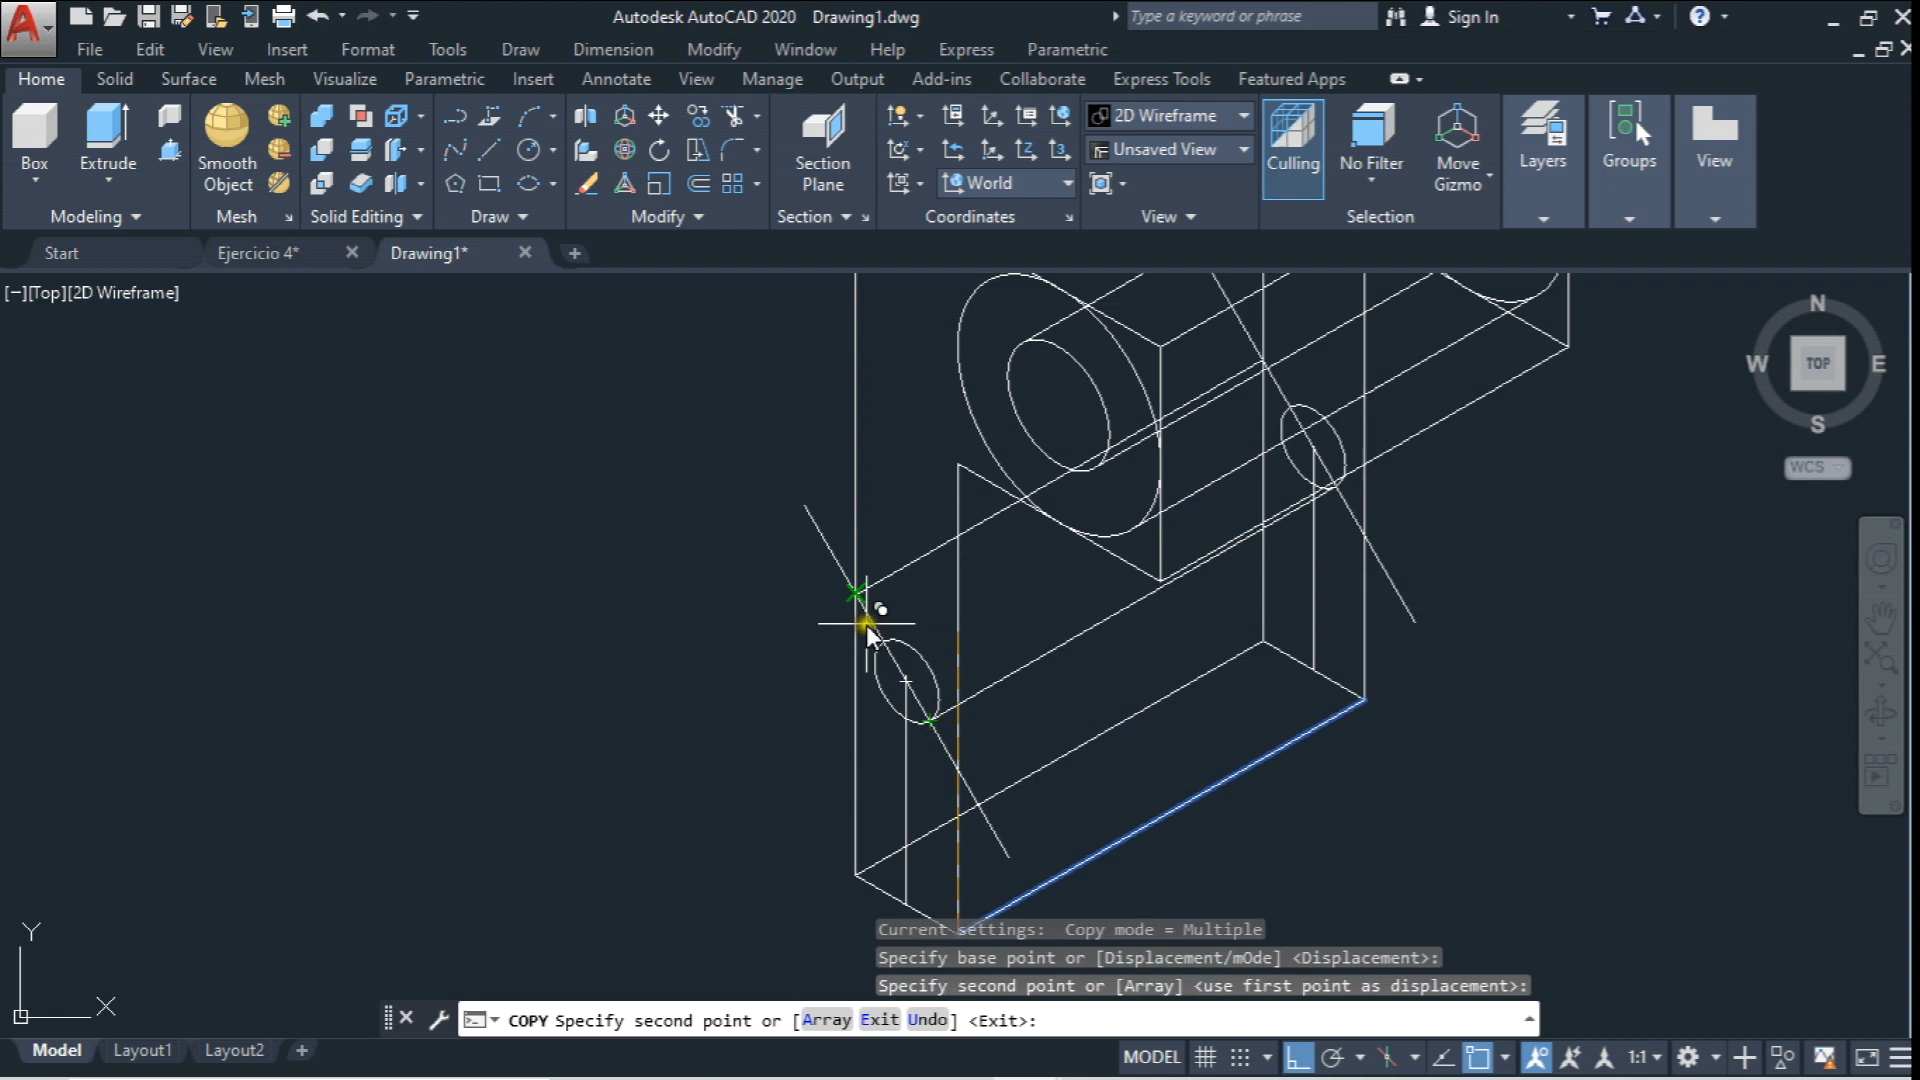 Autodesk AutoCAD 2020 Drawing1.dwg
Type a keyword or phrase
Sign In
File Edit View Insert Format Tools Draw Dimension Modify Window Help Express Parametric
Home Solid Surface Mesh Visualize Parametric Insert Annotate View Manage Output Add-ins Collaborate Express Tools Featured Apps
Box
Extrude
Smooth Object
Section Plane
World
2D Wireframe
Unsaved View
Culling
No Filter
Move Gizmo
Layers
Groups
View
Modeling
Mesh
Solid Editing
Draw
Modify
Section
Coordinates
View
Selection
Start
Ejercicio 4*
Drawing1*
[−][Top][2D Wireframe]
N
W TOP E
S
WCS
Y
X
Current settings: Copy mode = Multiple
Specify base point or [Displacement/mOde] <Displacement>:
Specify second point or [Array] <use first point as displacement>:
COPY Specify second point or [Array Exit Undo] <Exit>:
Model Layout1 Layout2
MODEL
1:1